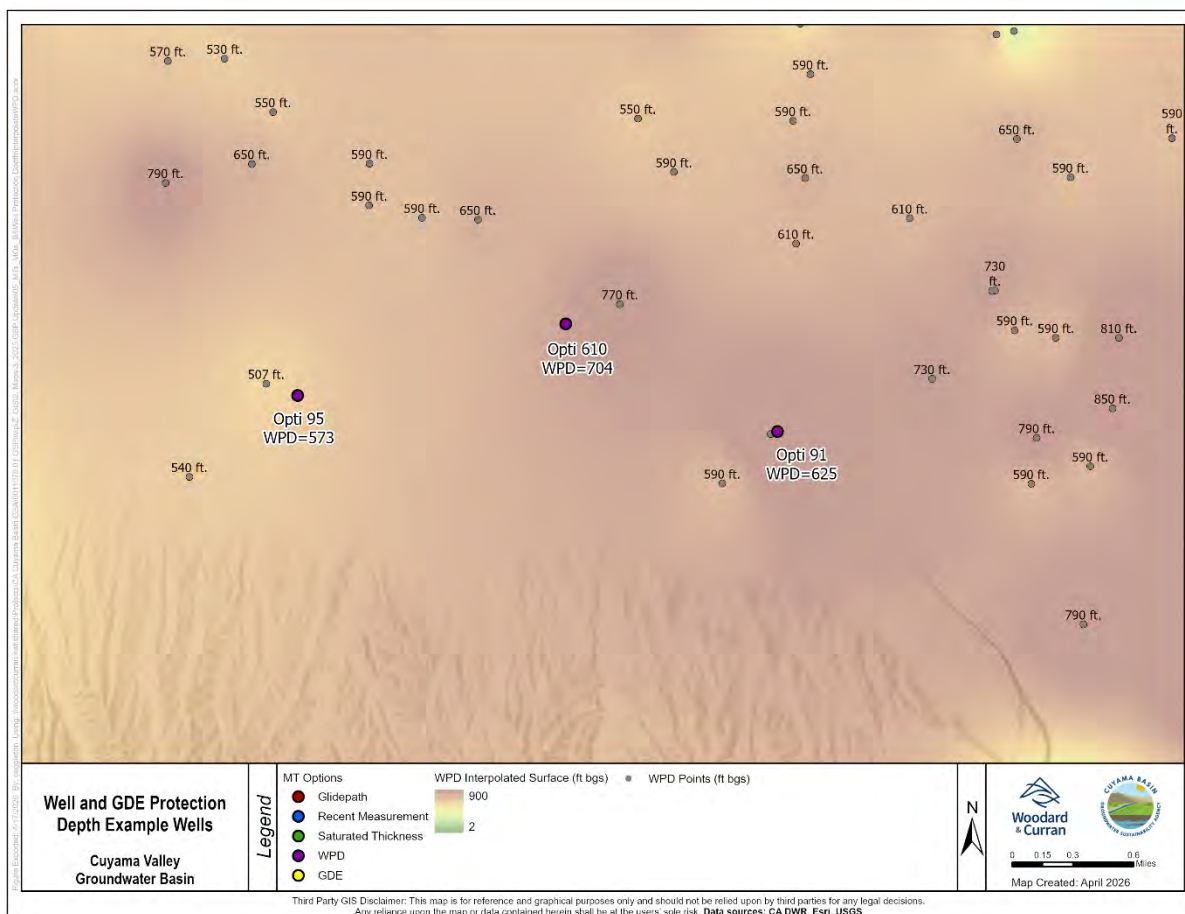 570 ft.
530 ft.
590 ft.
550 ft.
550 ft.
590 ft.
590
ft.
650 ft.
650 ft.
590 ft.
790 ft.
590 ft.
650 ft.
590 ft.
590 ft.
590 ft.
650 ft.
610 ft.
610 ft.
730
ft.
770 ft.
590 ft.
590 ft.
810 ft.
Opti 610
WPD=704
507 ft.
730 ft.
Opti 95
WPD=573
850 ft.
790 ft.
Opti 91
WPD=625
540 ft.
590 ft.
590 ft.
590 ft.
790 ft.
Well and GDE Protection
Depth Example Wells
Cuyama Valley
Groundwater Basin
Legend
MT Options
Glidepath
Recent Measurement
Saturated Thickness
WPD
GDE
WPD Interpolated Surface (ft bgs)
900
2
WPD Points (ft bgs)
N
Woodard
& Curran
CUYAMA BASIN
GROUNDWATER SUSTAINABILITY AGENCY
0 0.15 0.3 0.6
Miles
Map Created: April 2026
Third Party GIS Disclaimer: This map is for reference and graphical purposes only and should not be relied upon by third parties for any legal decisions.
Any reliance upon the map or data contained herein shall be at the users' sole risk. Data sources: CA DWR, Esri, USGS